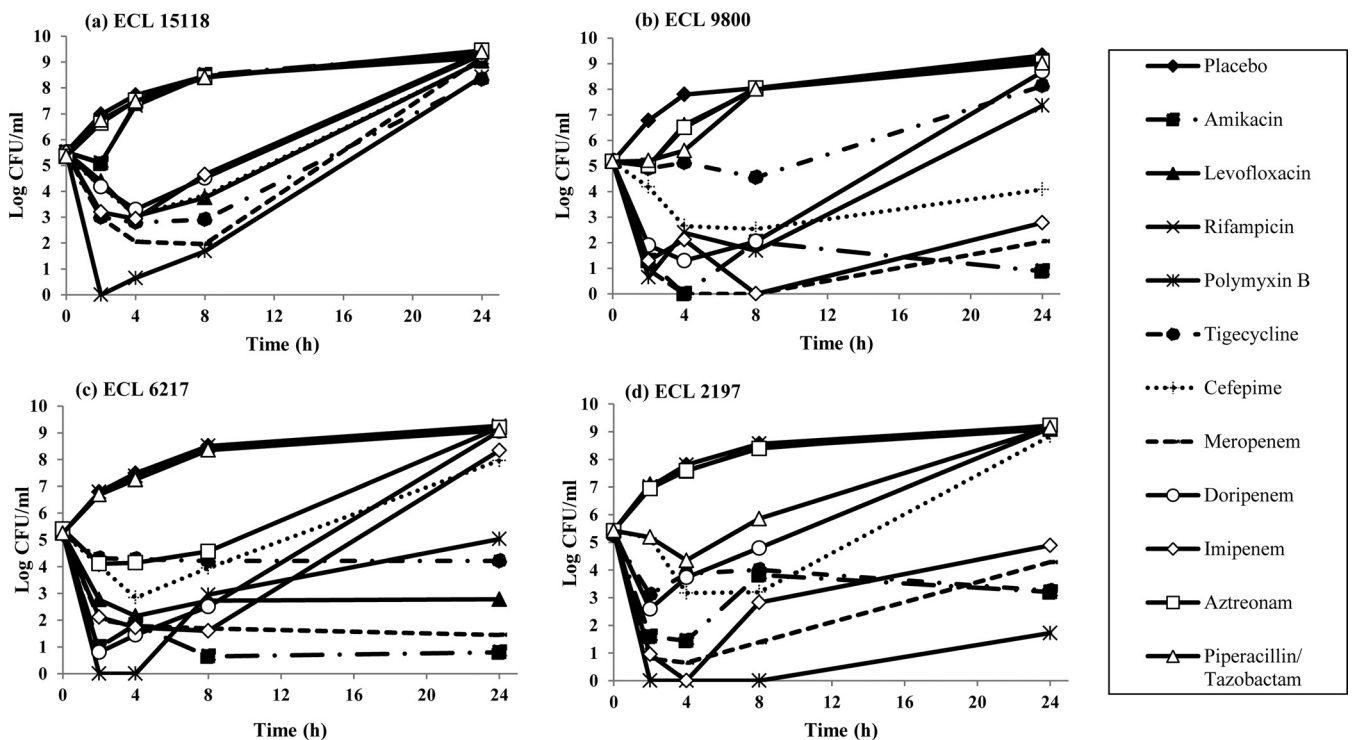 (a) ECL 15118
Log CFU/ml
10
9
8
7
6
5
4
3
2
1
0
0 4 8 12 16 20 24
Time (h)
(b) ECL 9800
Log CFU/ml
10
9
8
7
6
5
4
3
2
1
0
0 4 8 12 16 20 24
Time (h)
(c) ECL 6217
Log CFU/ml
10
9
8
7
6
5
4
3
2
1
0
0 4 8 12 16 20 24
Time (h)
(d) ECL 2197
Log CFU/ml
10
9
8
7
6
5
4
3
2
1
0
0 4 8 12 16 20 24
Time (h)
Placebo
Amikacin
Levofloxacin
Rifampicin
Polymyxin B
Tigecycline
Cefepime
Meropenem
Doripenem
Imipenem
Aztreonam
Piperacillin/
Tazobactam